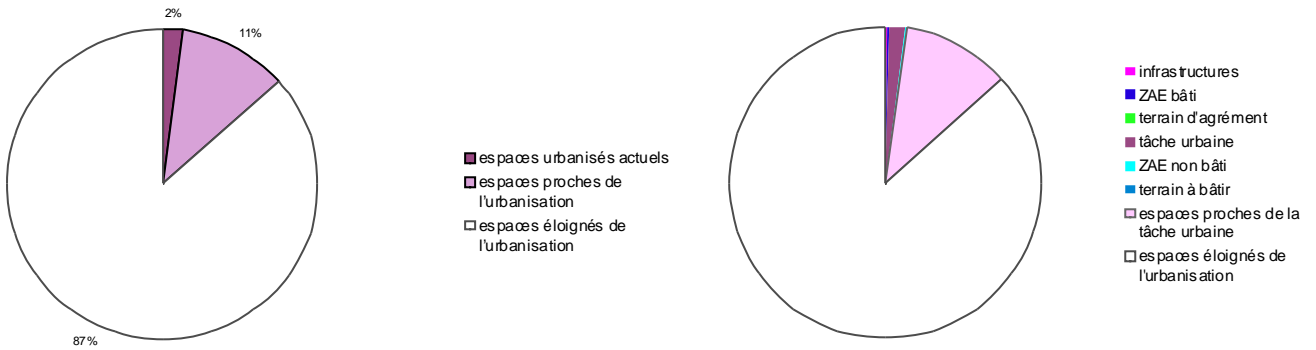 2%
11%
87%
espaces urbanisés actuels
espaces proches de
l'urbanisation
espaces éloignés de
l'urbanisation
infrastructures
ZAE bâti
terrain d'agrément
tâche urbaine
ZAE non bâti
terrain à bâtir
espaces proches de la
tâche urbaine
espaces éloignés de
l'urbanisation